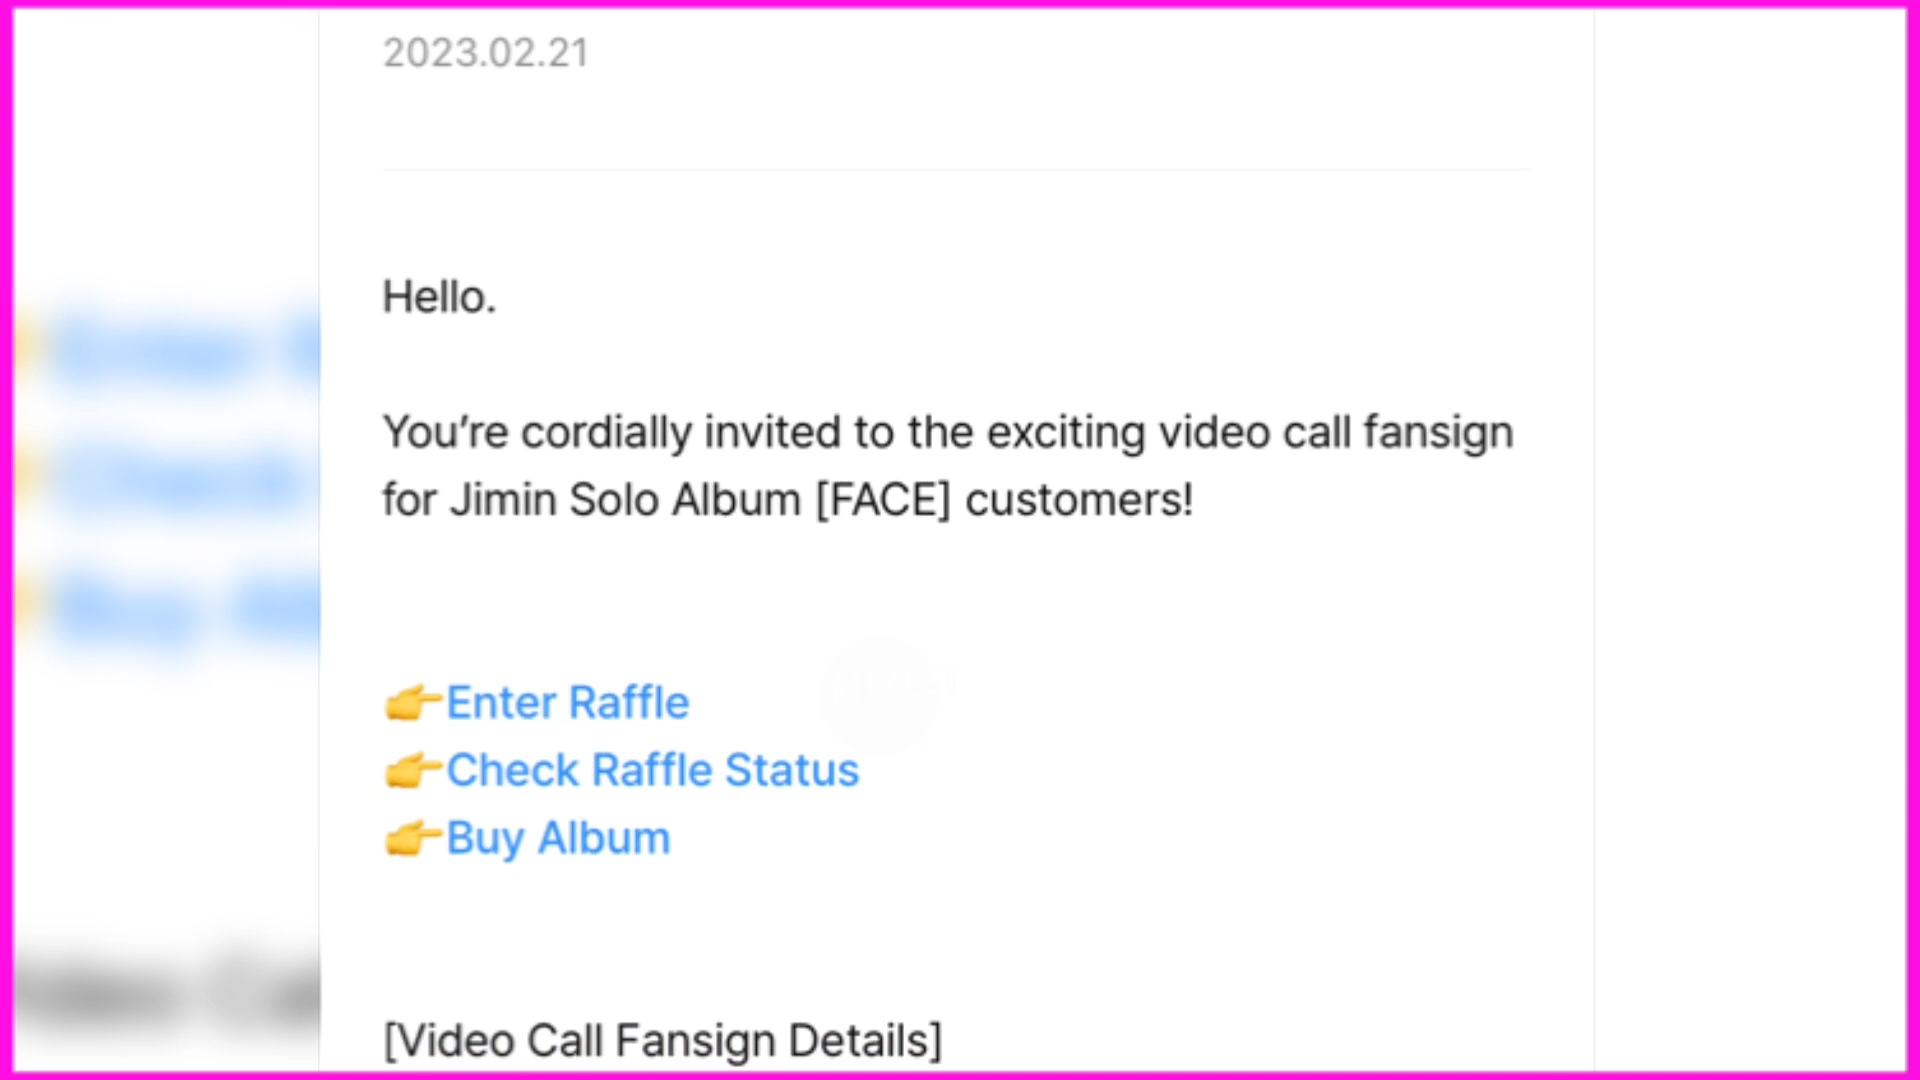 2023.02.21
Hello.
You're cordially invited to the exciting video call fansign
for Jimin Solo Album [FACE] customers!
👉Enter Raffle
👉Check Raffle Status
👉Buy Album
[Video Call Fansign Details]